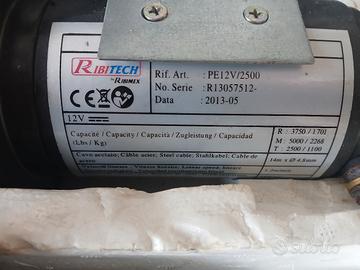 RIBITECH
by RIBIMEX
Rif. Art. : PE12V/2500
No. Serie : R13057512-
Data : 2013-05
CE
12V
Capacité / Capacity / Capacità / Zugleistung / Capacidad
(Lbs / Kg)
R : 3750 / 1701
M : 5000 / 2268
T : 2500 / 1100
Cavo acciaio; Câble acier; Steel cable; Stahlkabel; Cable de
acero
14m x Ø 4.8mm
subito